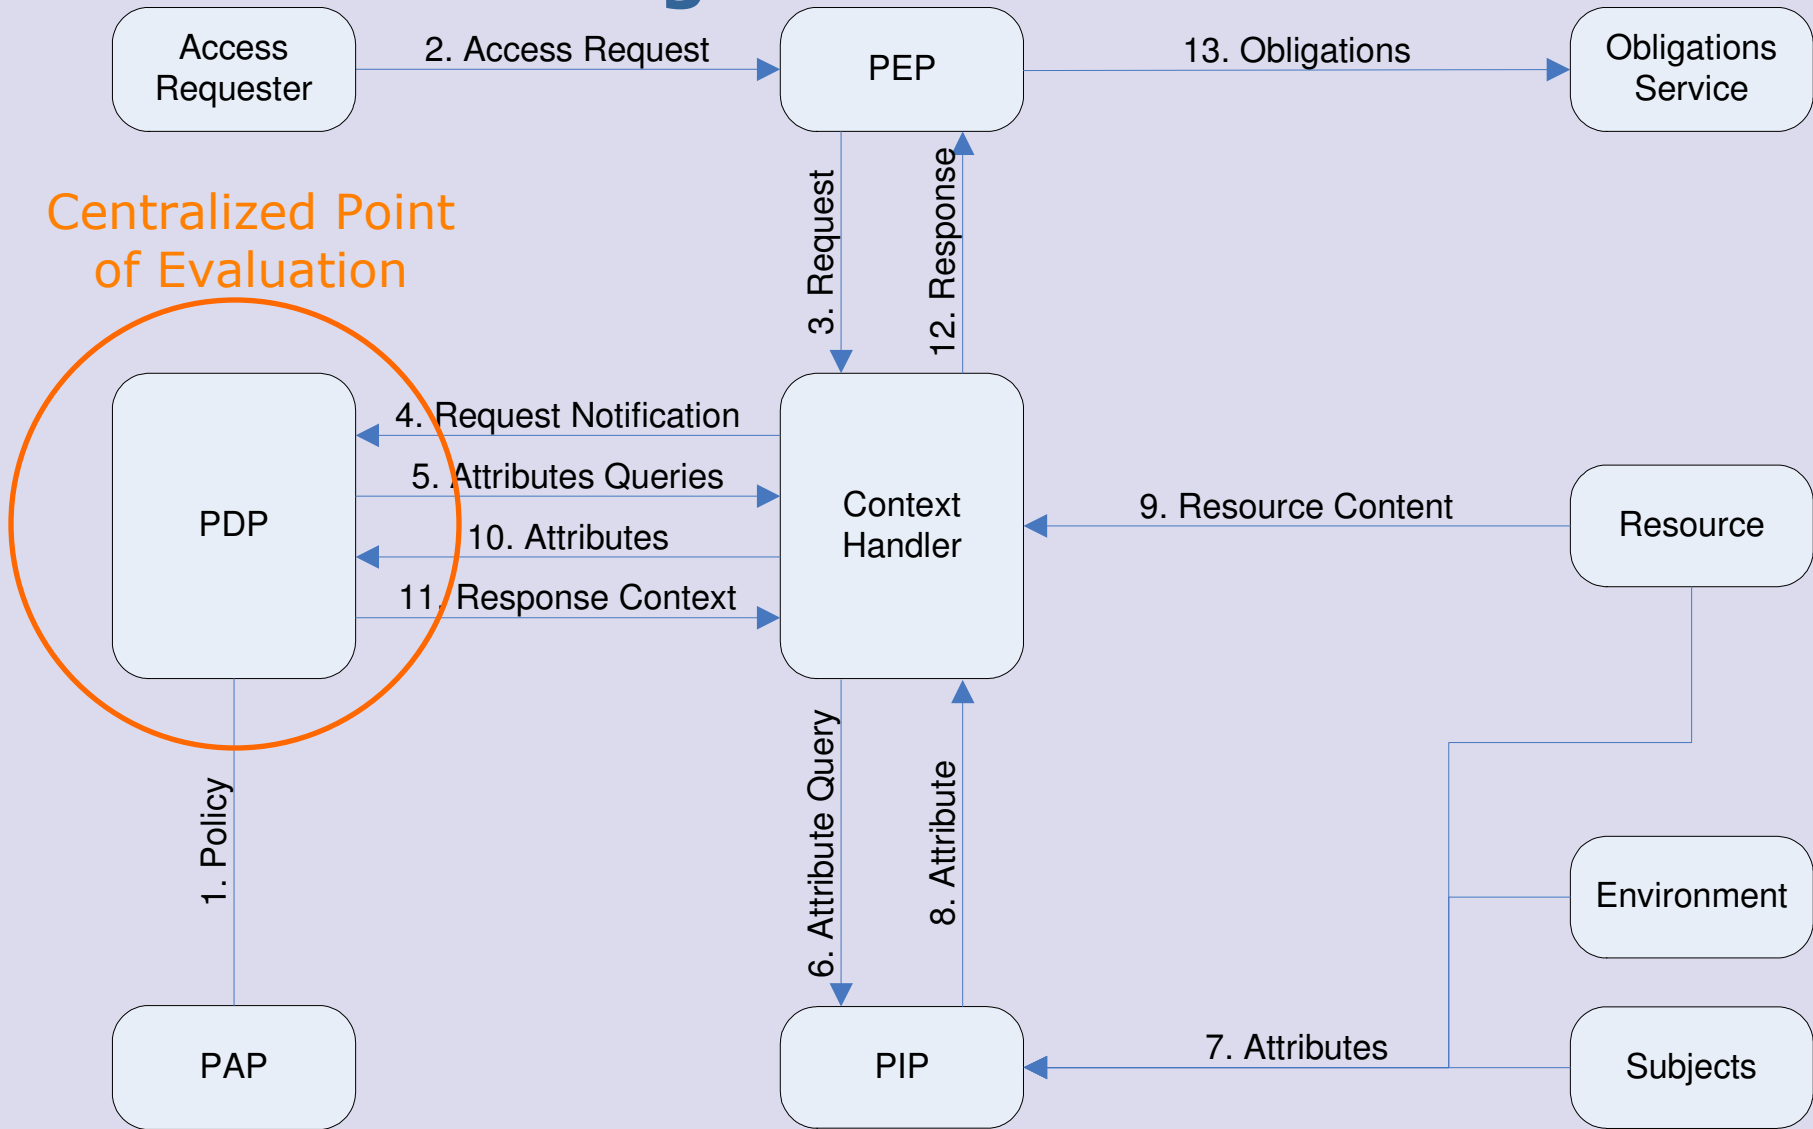 Access
Requester
2. Access Request
PEP
13. Obligations
Obligations
Service
Centralized Point
of Evaluation
3. Request
12. Response
PDP
4. Request Notification
5. Attributes Queries
10. Attributes
11. Response Context
Context
Handler
9. Resource Content
Resource
1. Policy
6. Attribute Query
8. Attribute
Environment
PAP
PIP
7. Attributes
Subjects